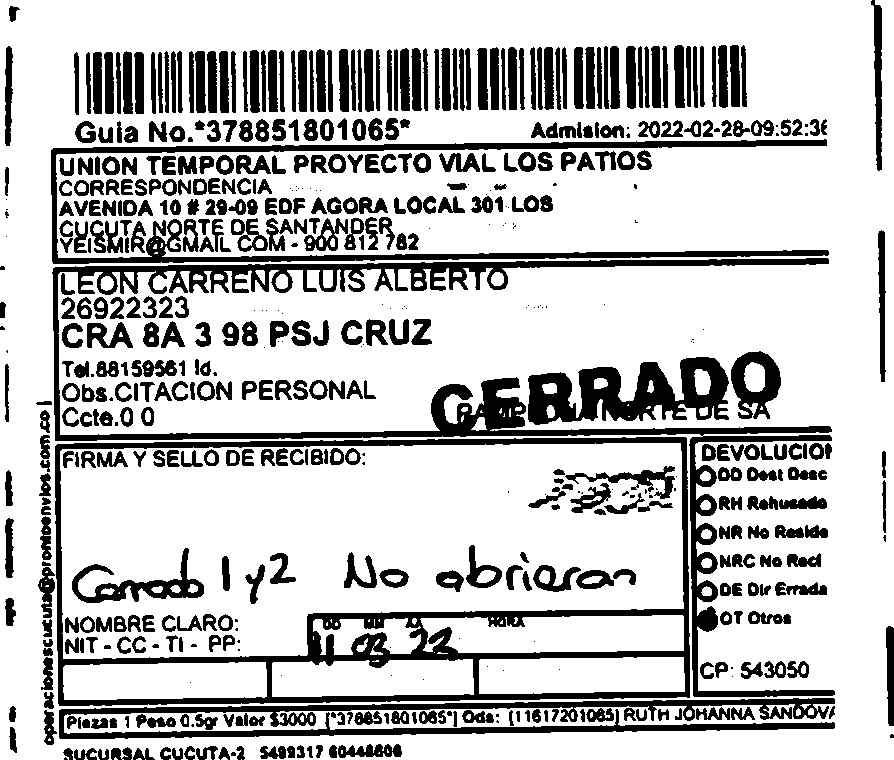 Guia No.*378851801065*
Admision: 2022-02-28-09:52:36
UNION TEMPORAL PROYECTO VIAL LOS PATIOS
CORRESPONDENCIA
AVENIDA 10 # 29-09 EDF AGORA LOCAL 301 LOS
CUCUTA NORTE DE SANTANDER
YEISMIR@GMAIL COM - 900 812 782
LEON CARRENO LUIS ALBERTO
26922323
CRA 8A 3 98 PSJ CRUZ
Tel.88159561 Id.
Obs.CITACION PERSONAL
Ccte.0 0
CERRADO
PAMPLONA NORTE DE SA
operacionescucuta@prontoenvios.com.co |
FIRMA Y SELLO DE RECIBIDO:
Cerrado 1 y 2 No abrieron
NOMBRE CLARO:
NIT - CC - TI - PP:
DD MM AA HORA
11 03 22
DEVOLUCION
DD Dest Desc
RH Rehusado
NR No Reside
NRC No Recl
DE Dir Errada
OT Otros
CP: 543050
Piezas 1 Peso 0.5gr Valor $3000 [*378851801065*] Ods: [11617201065] RUTH JOHANNA SANDOVA
SUCURSAL CUCUTA-2 5499317 60448606